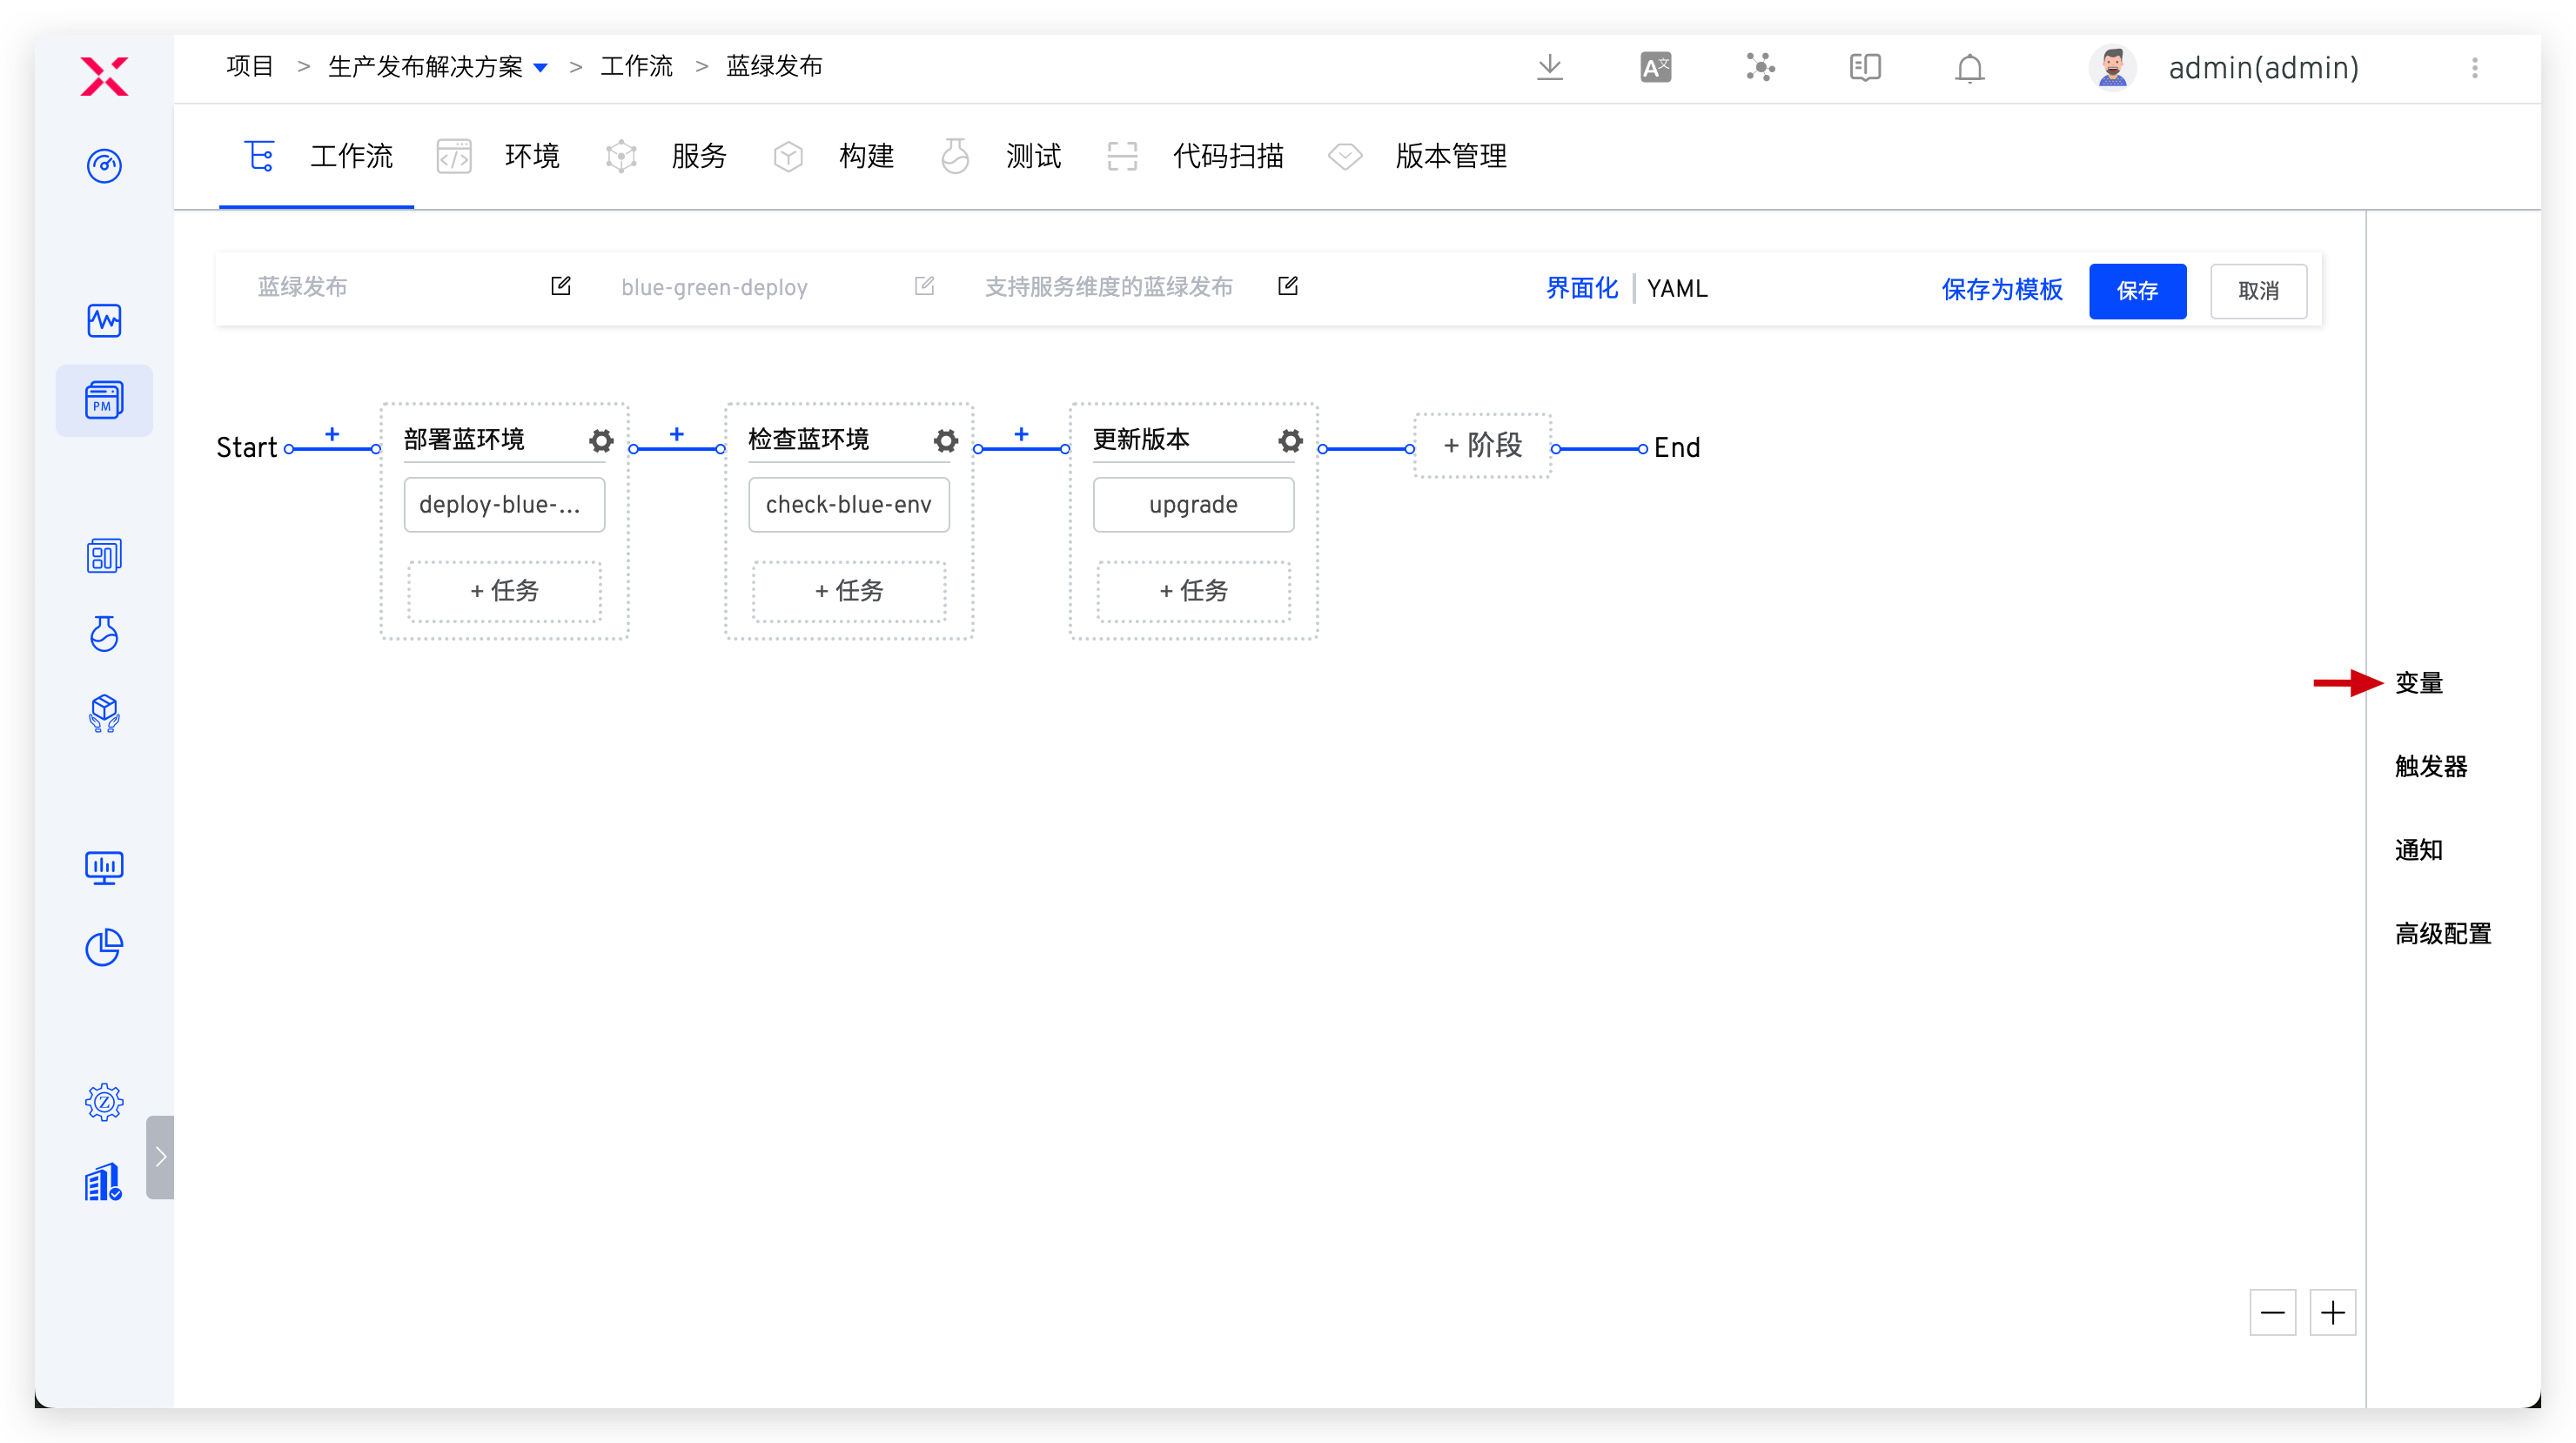 项目 > 生产发布解决方案 > 工作流 > 蓝绿发布
admin(admin)
工作流 环境 服务 构建 测试 代码扫描 版本管理
蓝绿发布 blue-green-deploy 支持服务维度的蓝绿发布 界面化 | YAML 保存为模板 保存 取消
Start + 部署蓝环境 + 检查蓝环境 + 更新版本 + 阶段 End
deploy-blue-... check-blue-env upgrade
+ 任务 + 任务 + 任务
变量
触发器
通知
高级配置
PM